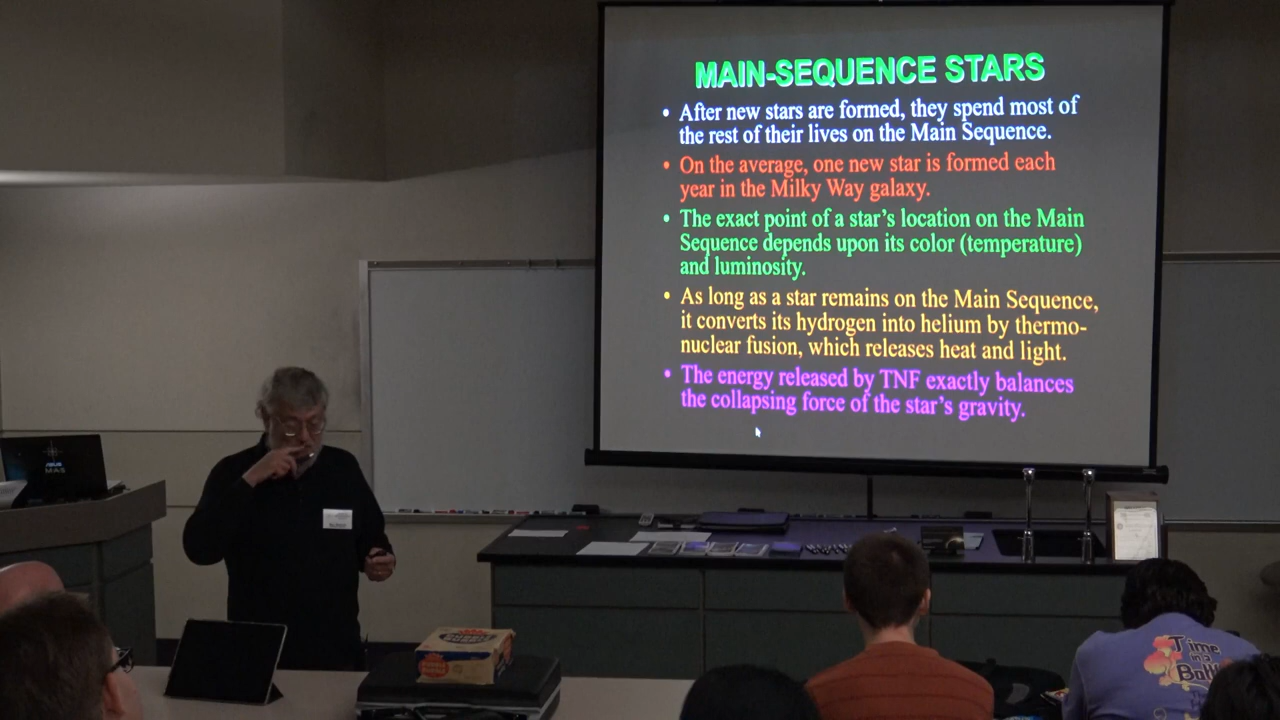 MAIN-SEQUENCE STARS
• After new stars are formed, they spend most of
the rest of their lives on the Main Sequence.
• On the average, one new star is formed each
year in the Milky Way galaxy.
• The exact point of a star's location on the Main
Sequence depends upon its color (temperature)
and luminosity.
• As long as a star remains on the Main Sequence,
it converts its hydrogen into helium by thermo-
nuclear fusion, which releases heat and light.
• The energy released by TNF exactly balances
the collapsing force of the star's gravity.
ASUS
Time
in a